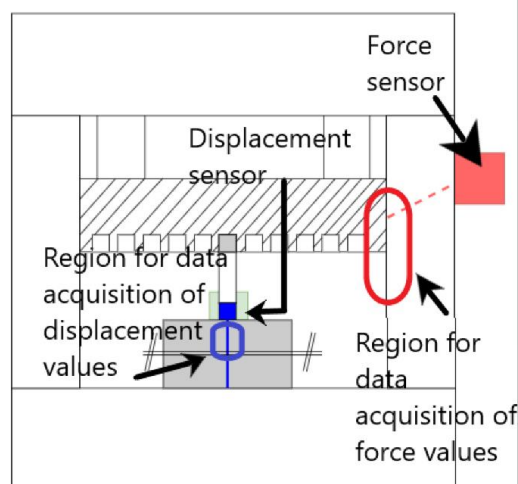 Force
sensor
Displacement
sensor
Region for data
acquisition of
displacement
values
Region for
data
acquisition of
force values